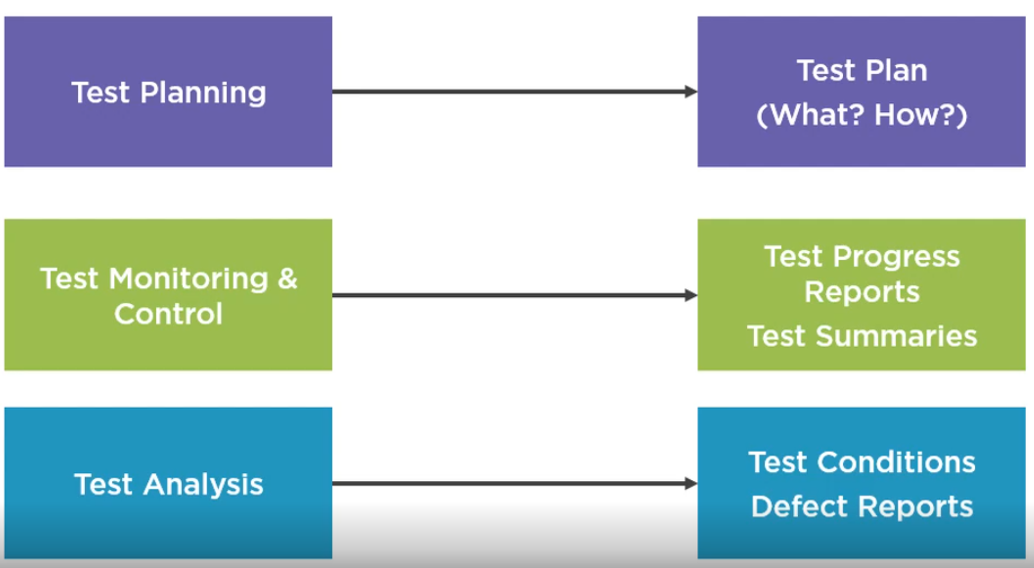 Test Planning
Test Plan
(What? How?)
Test Monitoring &
Control
Test Progress
Reports
Test Summaries
Test Analysis
Test Conditions
Defect Reports